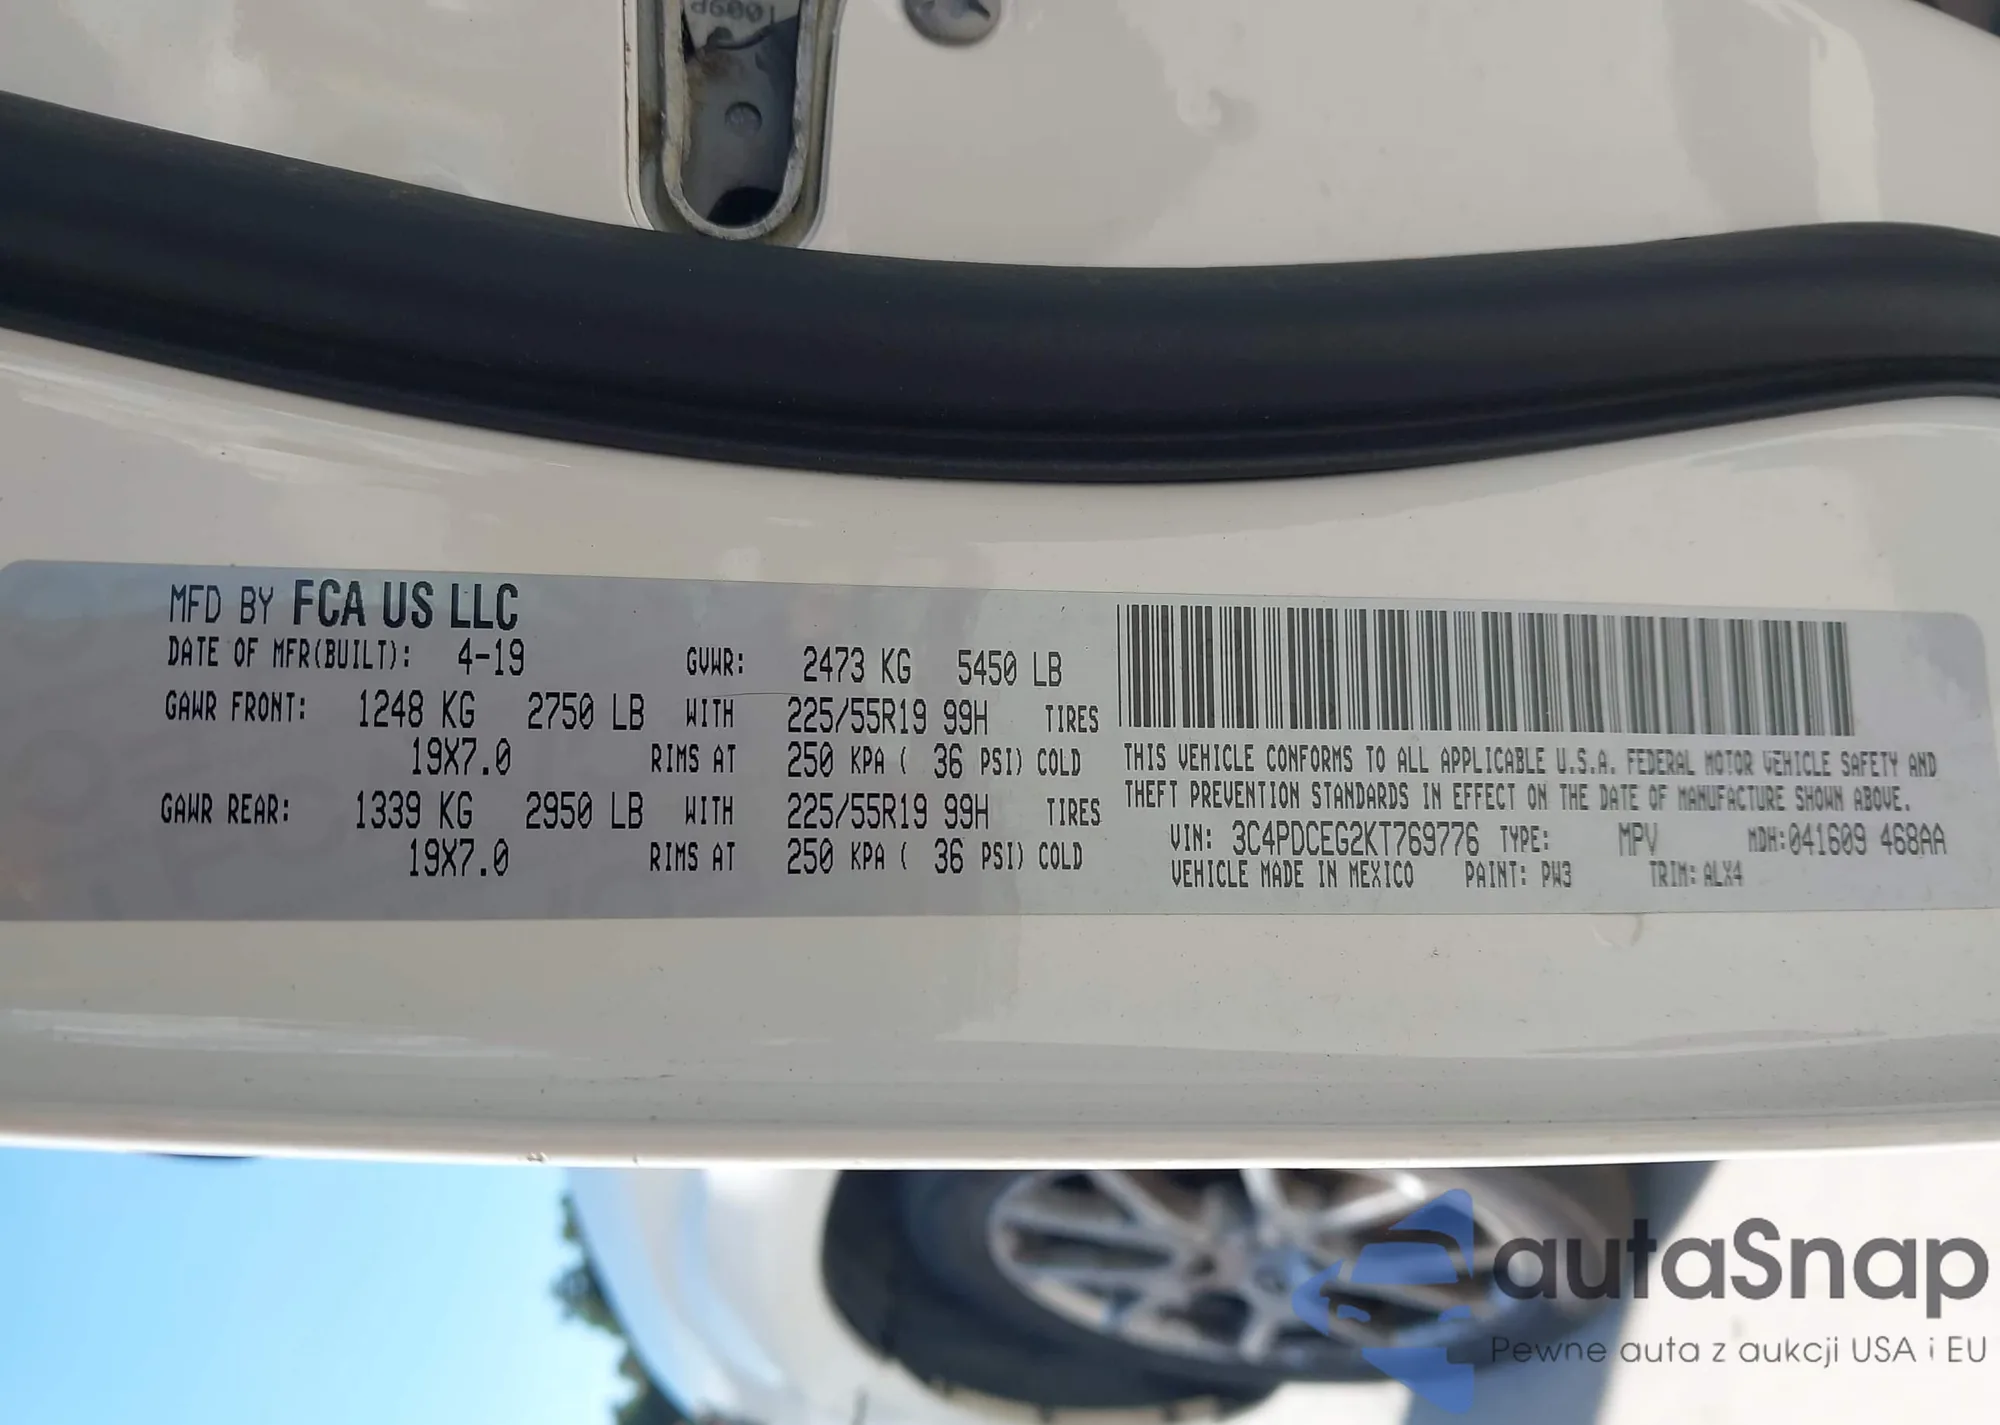 T009P
MFD BY FCA US LLC
DATE OF MFR(BUILT): 4-19 GVWR: 2473 KG 5450 LB
GAWR FRONT: 1248 KG 2750 LB WITH 225/55R19 99H TIRES
19X7.0 RIMS AT 250 KPA ( 36 PSI) COLD
GAWR REAR: 1339 KG 2950 LB WITH 225/55R19 99H TIRES
19X7.0 RIMS AT 250 KPA ( 36 PSI) COLD
THIS VEHICLE CONFORMS TO ALL APPLICABLE U.S.A. FEDERAL MOTOR VEHICLE SAFETY AND
THEFT PREVENTION STANDARDS IN EFFECT ON THE DATE OF MANUFACTURE SHOWN ABOVE.
VIN: 3C4PDCEG2KT769776 TYPE: MPV MDH:041609 468AA
VEHICLE MADE IN MEXICO PAINT: PW3 TRIM: ALX4
autaSnap
Pewne auta z aukcji USA i EU